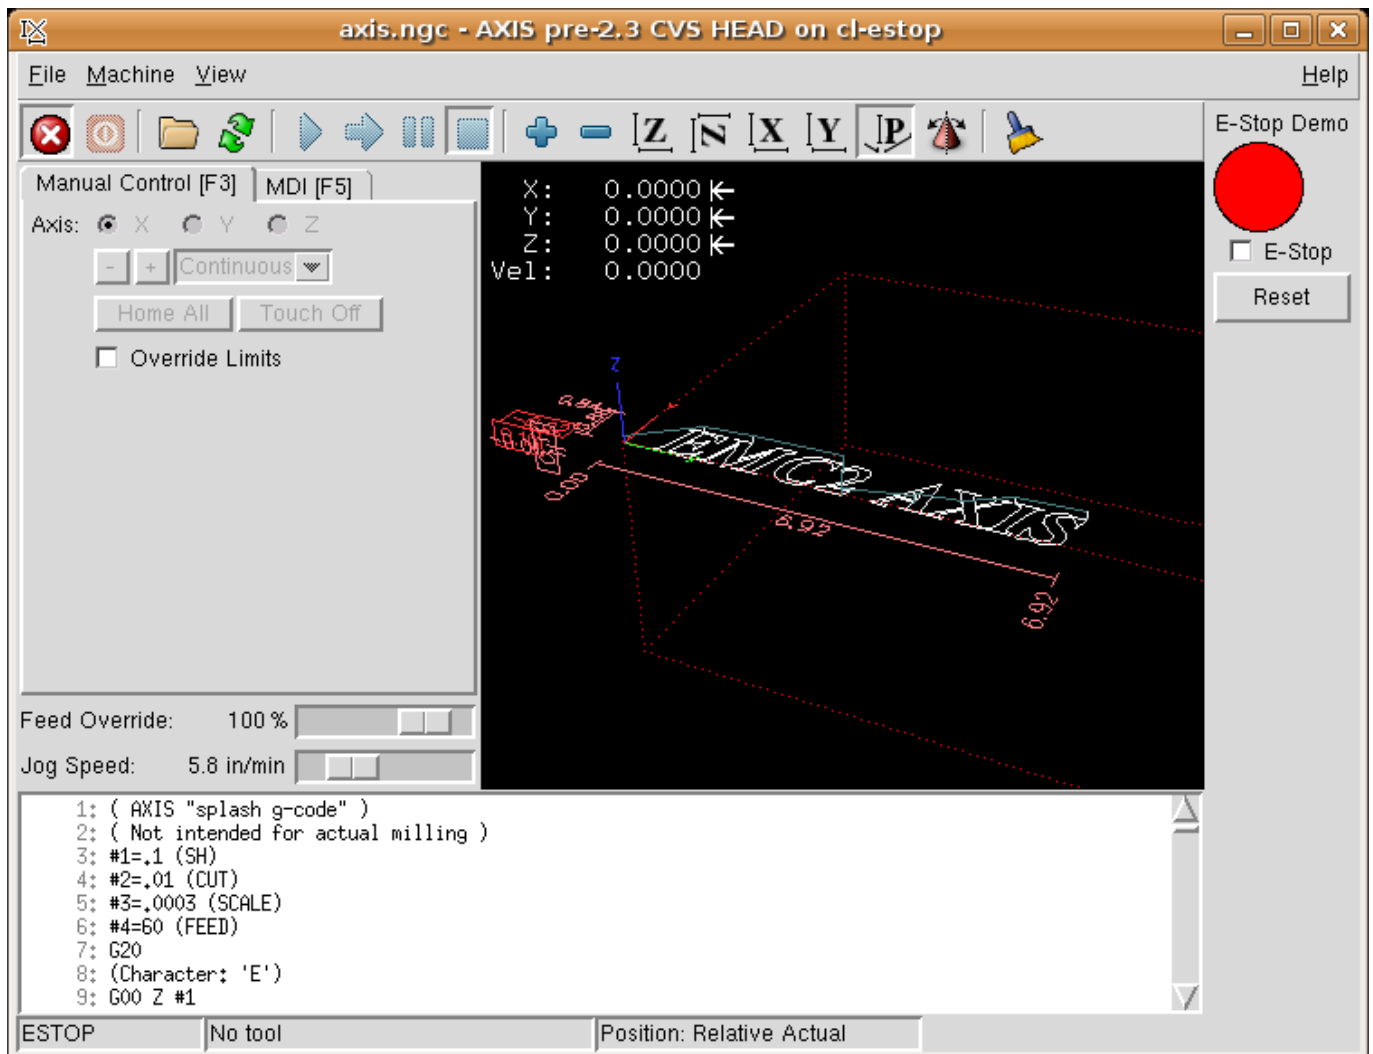 axis.ngc - AXIS pre-2.3 CVS HEAD on cl-estop
File Machine View Help
Z N X Y P
E-Stop Demo
E-Stop
Reset
Manual Control [F3] MDI [F5]
Axis: X Y Z
- + Continuous
Home All Touch Off
Override Limits
X: 0.0000
Y: 0.0000
Z: 0.0000
Vel: 0.0000
Z
0.00
EMC2 AXIS
6.92
6.92
Feed Override: 100 %
Jog Speed: 5.8 in/min
1: ( AXIS "splash g-code" )
2: ( Not intended for actual milling )
3: #1=.1 (SH)
4: #2=.01 (CUT)
5: #3=.0003 (SCALE)
6: #4=60 (FEED)
7: G20
8: (Character: 'E')
9: G00 Z #1
ESTOP No tool Position: Relative Actual